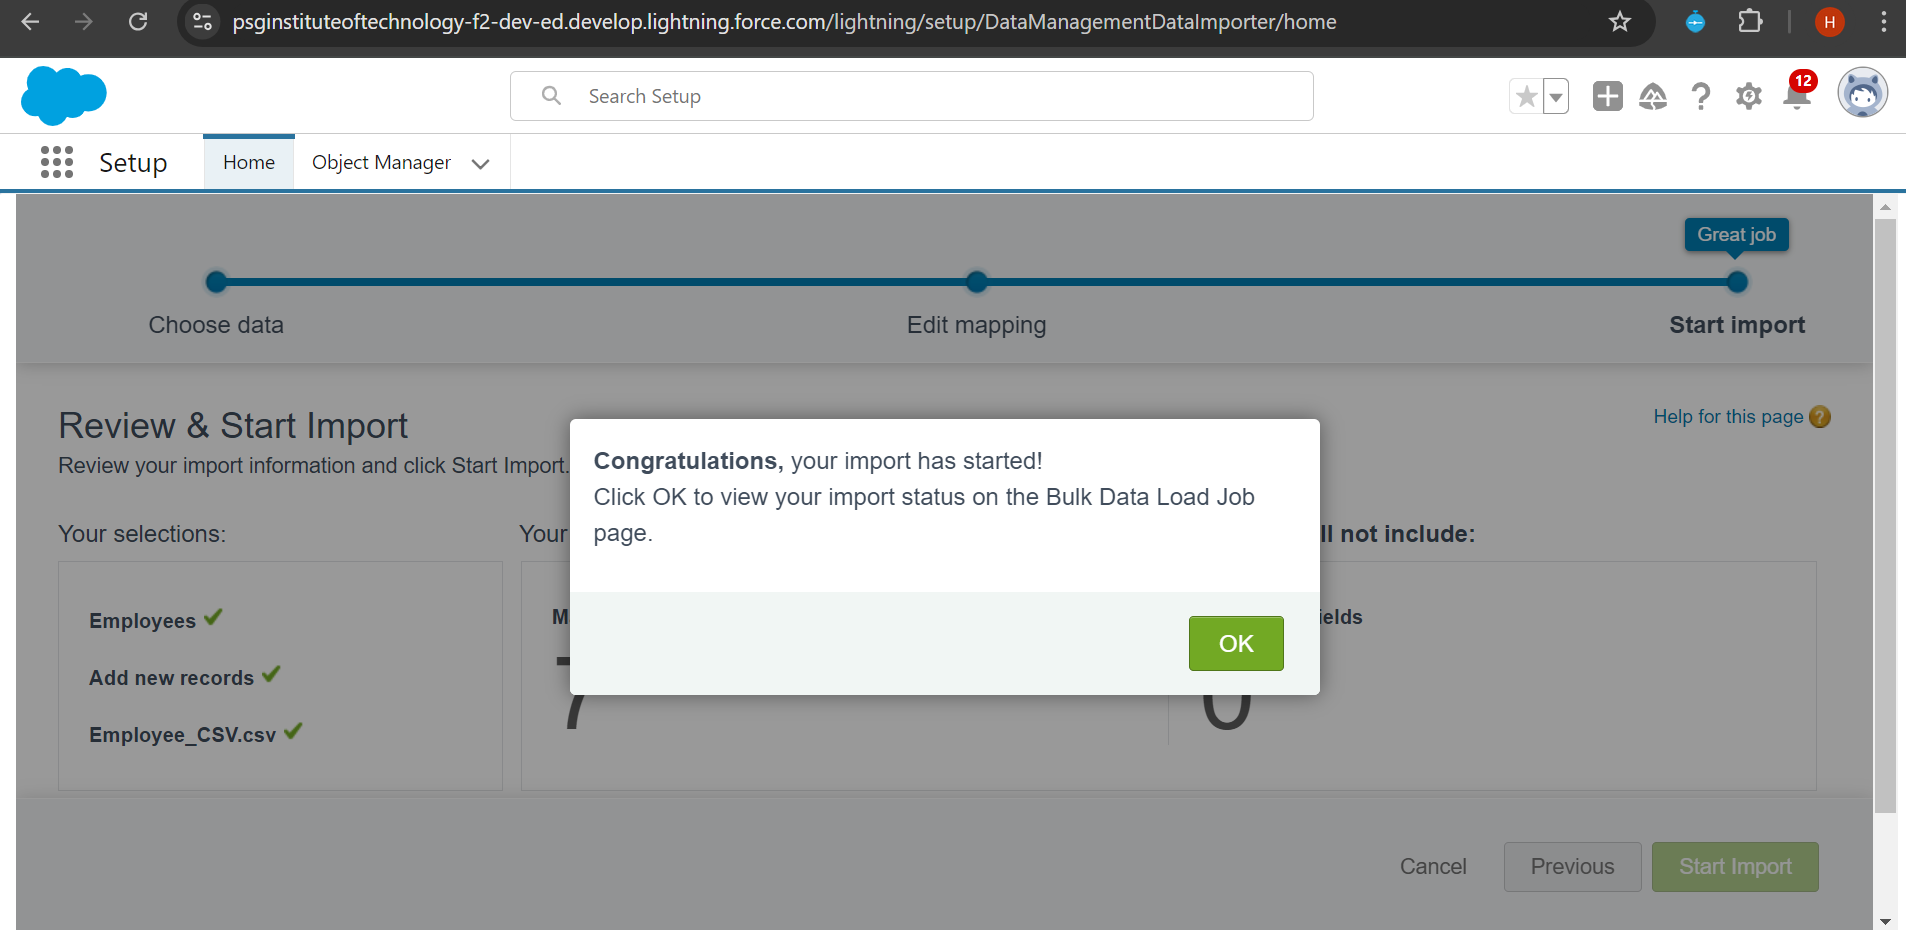 psginstituteoftechnology-f2-dev-ed.develop.lightning.force.com/lightning/setup/DataManagementDataImporter/home
H
Search Setup
12
Setup
Home
Object Manager
Great job
Choose data
Edit mapping
Start import
Review & Start Import
Help for this page
Review your import information and click Start Import.
Congratulations, your import has started!
Click OK to view your import status on the Bulk Data Load Job
page.
OK
Your selections:
Your
not include:
Employees
Add new records
Employee_CSV.csv
7
0
Cancel
Previous
Start Import